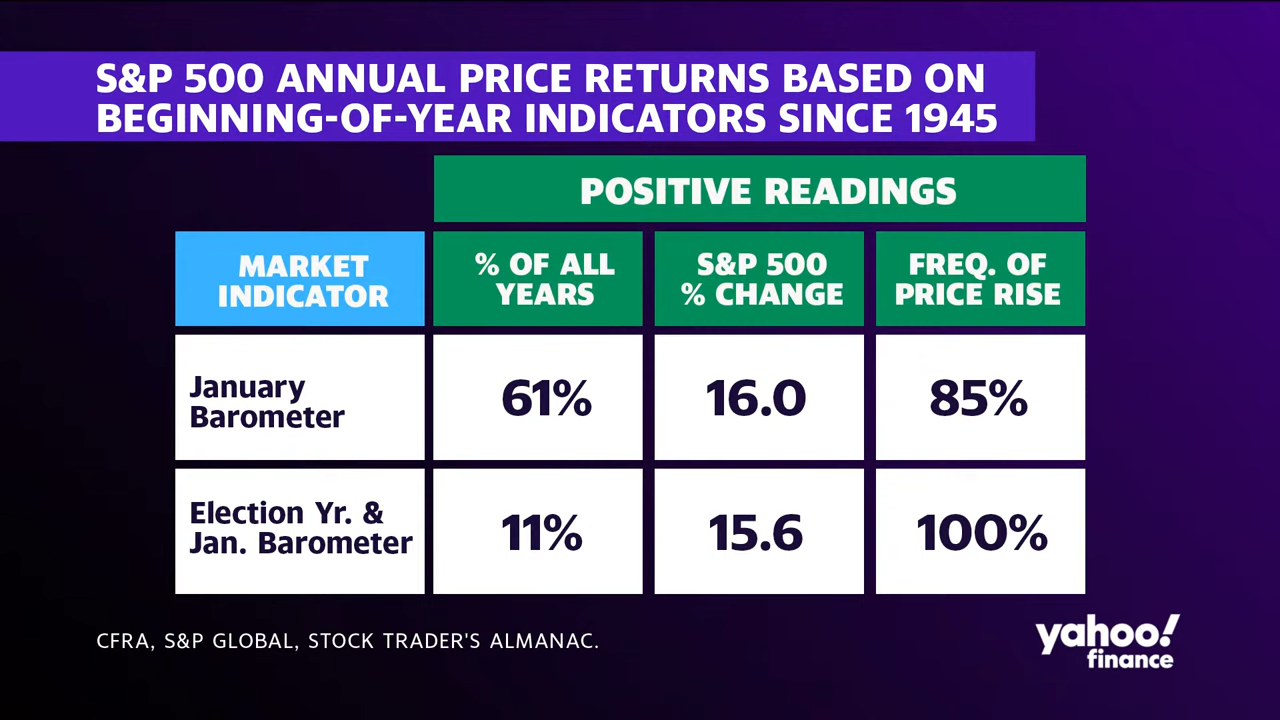 S&P 500 ANNUAL PRICE RETURNS BASED ON
BEGINNING-OF-YEAR INDICATORS SINCE 1945
POSITIVE READINGS
MARKET
INDICATOR
% OF ALL
YEARS
S&P 500
% CHANGE
FREQ. OF
PRICE RISE
January
Barometer
61%
16.0
85%
Election Yr. &
Jan. Barometer
11%
15.6
100%
CFRA, S&P GLOBAL, STOCK TRADER'S ALMANAC.
yahoo!
finance